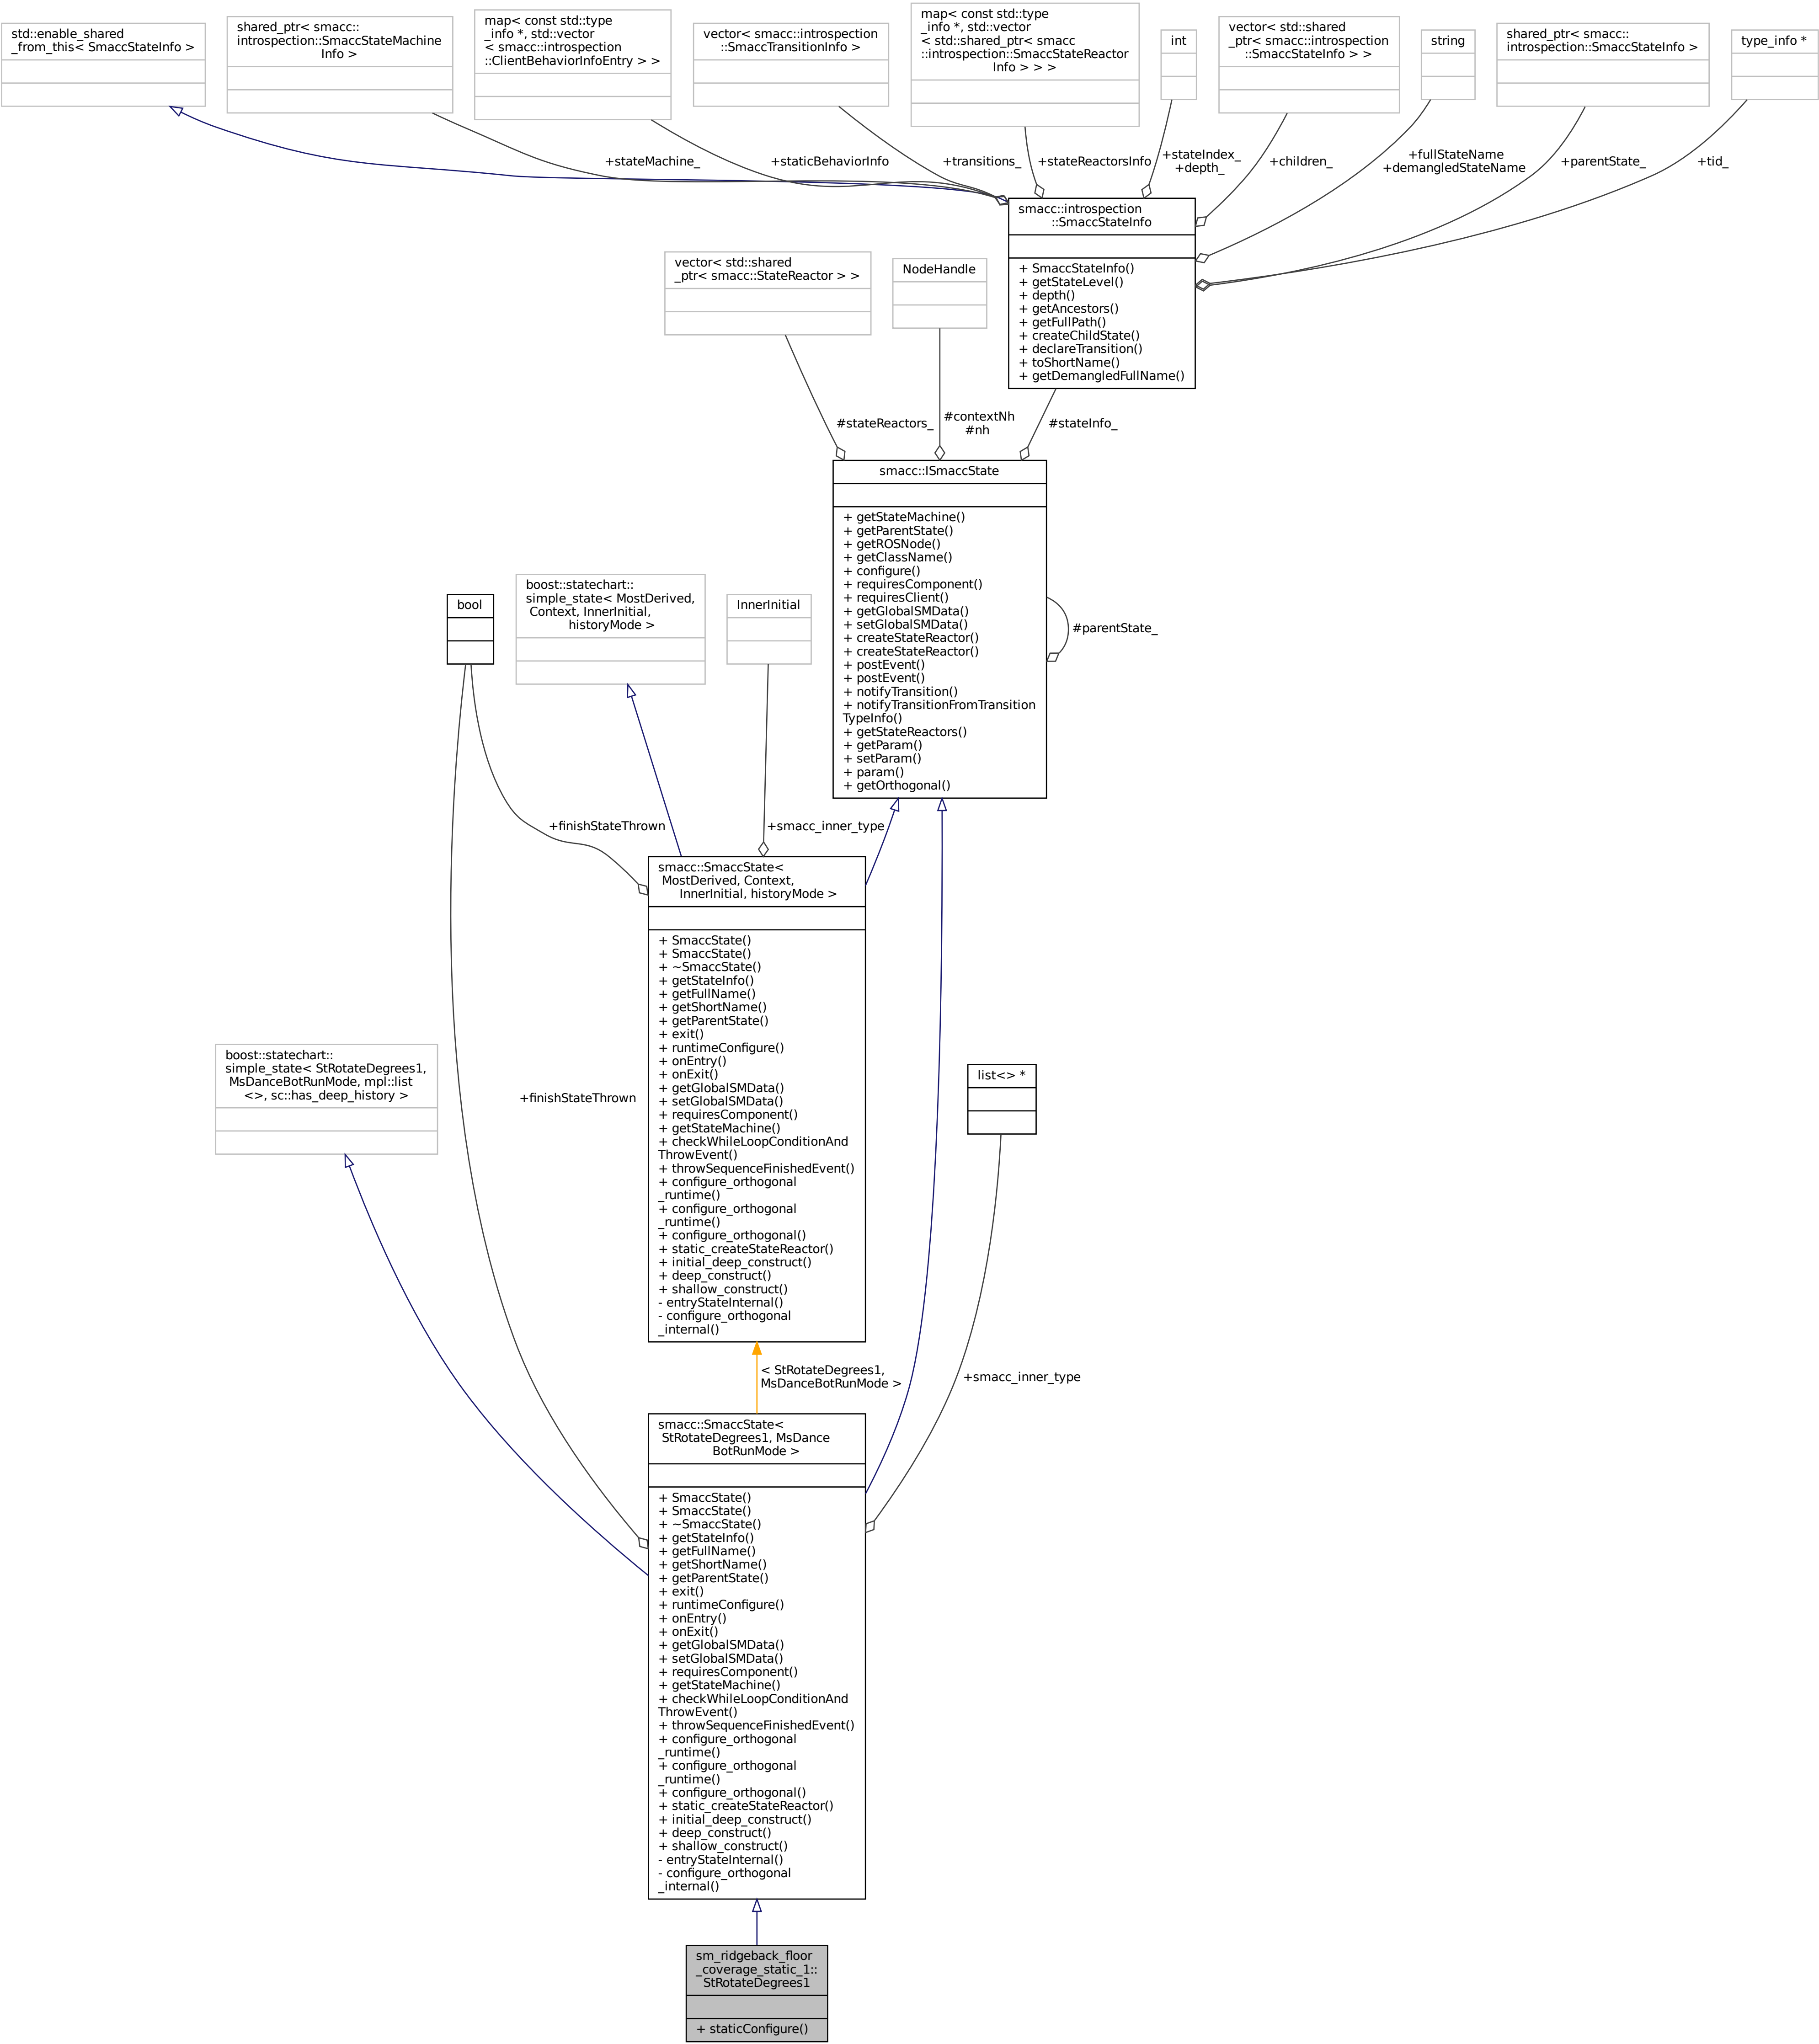 std::enable_shared
_from_this< SmaccStateInfo >
shared_ptr< smacc::
introspection::SmaccStateMachine
Info >
map< const std::type
_info *, std::vector
< smacc::introspection
::ClientBehaviorInfoEntry > >
vector< smacc::introspection
::SmaccTransitionInfo >
map< const std::type
_info *, std::vector
< std::shared_ptr< smacc
::introspection::SmaccStateReactor
Info > > >
int
vector< std::shared
_ptr< smacc::introspection
::SmaccStateInfo > >
string
shared_ptr< smacc::
introspection::SmaccStateInfo >
type_info *
+stateMachine_
+staticBehaviorInfo
+transitions_
+stateReactorsInfo
+stateIndex_
+depth_
+children_
+fullStateName
+demangledStateName
+parentState_
+tid_
smacc::introspection
::SmaccStateInfo
+ SmaccStateInfo()
+ getStateLevel()
+ depth()
+ getAncestors()
+ getFullPath()
+ createChildState()
+ declareTransition()
+ toShortName()
+ getDemangledFullName()
vector< std::shared
_ptr< smacc::StateReactor > >
NodeHandle
#stateReactors_
#contextNh
#nh
#stateInfo_
smacc::ISmaccState
+ getStateMachine()
+ getParentState()
+ getROSNode()
+ getClassName()
+ configure()
+ requiresComponent()
+ requiresClient()
+ getGlobalSMData()
+ setGlobalSMData()
+ createStateReactor()
+ createStateReactor()
+ postEvent()
+ postEvent()
+ notifyTransition()
+ notifyTransitionFromTransition
TypeInfo()
+ getStateReactors()
+ getParam()
+ setParam()
+ param()
+ getOrthogonal()
#parentState_
bool
boost::statechart::
simple_state< MostDerived,
Context, InnerInitial,
historyMode >
InnerInitial
+finishStateThrown
+smacc_inner_type
smacc::SmaccState<
MostDerived, Context,
InnerInitial, historyMode >
+ SmaccState()
+ SmaccState()
+ ~SmaccState()
+ getStateInfo()
+ getFullName()
+ getShortName()
+ getParentState()
+ exit()
+ runtimeConfigure()
+ onEntry()
+ onExit()
+ getGlobalSMData()
+ setGlobalSMData()
+ requiresComponent()
+ getStateMachine()
+ checkWhileLoopConditionAnd
ThrowEvent()
+ throwSequenceFinishedEvent()
+ configure_orthogonal
_runtime()
+ configure_orthogonal
_runtime()
+ configure_orthogonal()
+ static_createStateReactor()
+ initial_deep_construct()
+ deep_construct()
+ shallow_construct()
- entryStateInternal()
- configure_orthogonal
_internal()
boost::statechart::
simple_state< StRotateDegrees1,
MsDanceBotRunMode, mpl::list
<>, sc::has_deep_history >
+finishStateThrown
list<> *
< StRotateDegrees1,
MsDanceBotRunMode >
+smacc_inner_type
smacc::SmaccState<
StRotateDegrees1, MsDance
BotRunMode >
+ SmaccState()
+ SmaccState()
+ ~SmaccState()
+ getStateInfo()
+ getFullName()
+ getShortName()
+ getParentState()
+ exit()
+ runtimeConfigure()
+ onEntry()
+ onExit()
+ getGlobalSMData()
+ setGlobalSMData()
+ requiresComponent()
+ getStateMachine()
+ checkWhileLoopConditionAnd
ThrowEvent()
+ throwSequenceFinishedEvent()
+ configure_orthogonal
_runtime()
+ configure_orthogonal
_runtime()
+ configure_orthogonal()
+ static_createStateReactor()
+ initial_deep_construct()
+ deep_construct()
+ shallow_construct()
- entryStateInternal()
- configure_orthogonal
_internal()
sm_ridgeback_floor
_coverage_static_1::
StRotateDegrees1
+ staticConfigure()